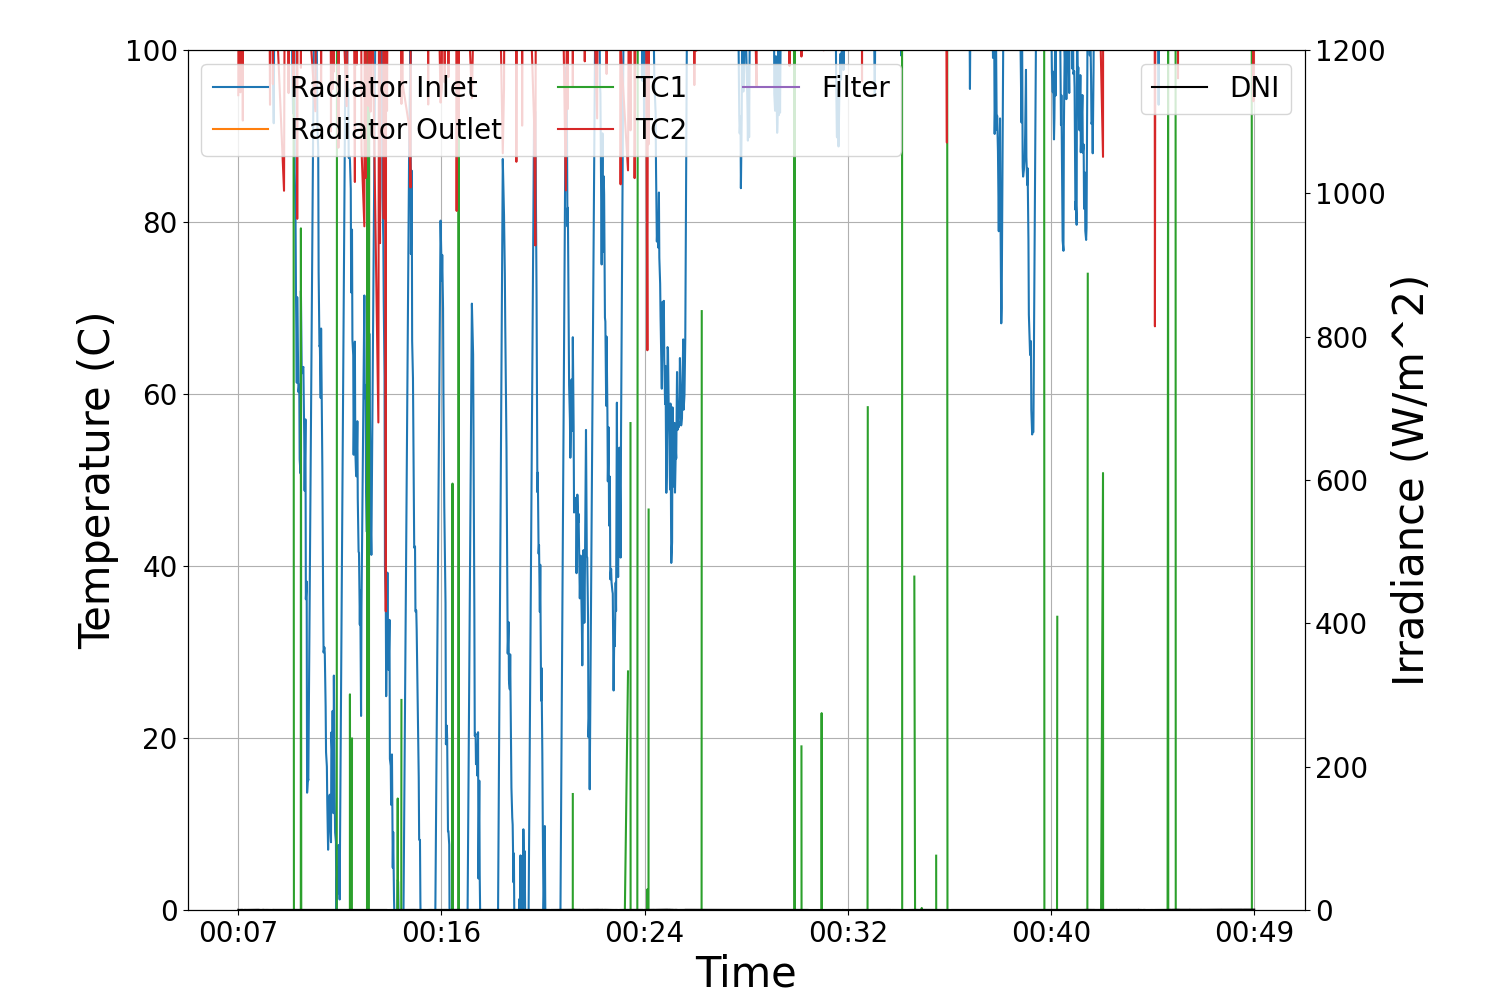 100
80
60
40
20
0
Temperature (C)
Radiator Inlet
Radiator Outlet
TC1
TC2
Filter
DNI
1200
1000
800
600
400
200
0
Irradiance (W/m^2)
00:07
00:16
00:24
00:32
00:40
00:49
Time